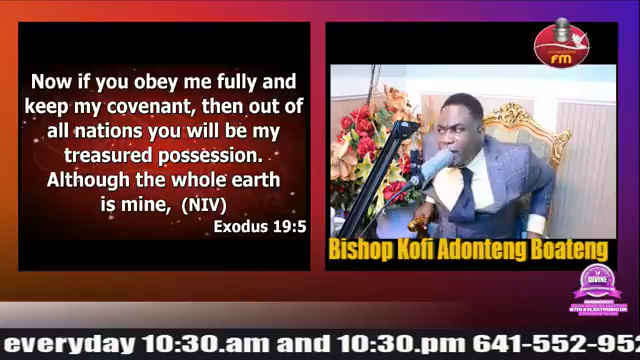 Now if you obey me fully and
keep my covenant, then out of
all nations you will be my
treasured possession.
Although the whole earth
is mine, (NIV)
Exodus 19:5
FM
Bishop Kofi Adonteng Boateng
DIVINE
everyday 10:30.am and 10:30.pm 641-552-952